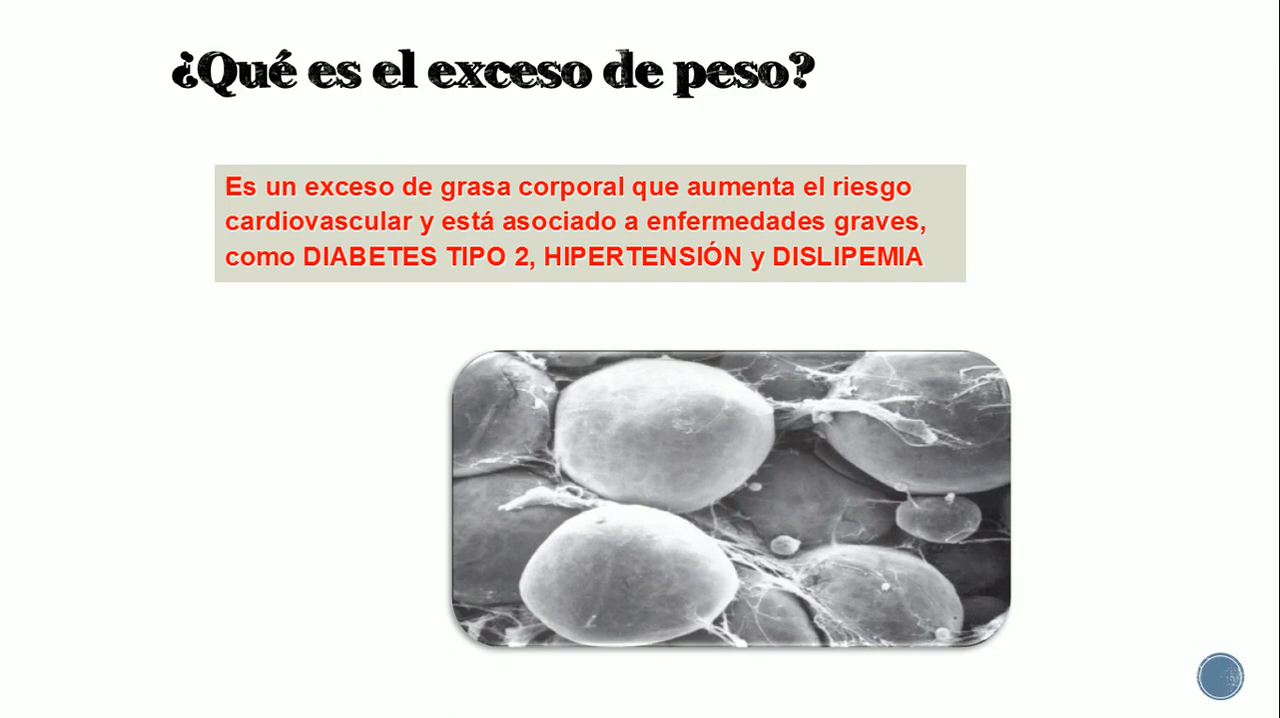 ¿Qué es el exceso de peso?
Es un exceso de grasa corporal que aumenta el riesgo
cardiovascular y está asociado a enfermedades graves,
como DIABETES TIPO 2, HIPERTENSIÓN y DISLIPEMIA